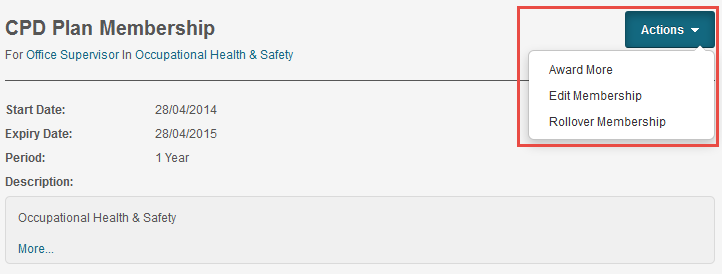 CPD Plan Membership
Actions
For Office Supervisor In Occupational Health & Safety
Award More
Edit Membership
Rollover Membership
Start Date: 28/04/2014
Expiry Date: 28/04/2015
Period: 1 Year
Description:
Occupational Health & Safety
More...